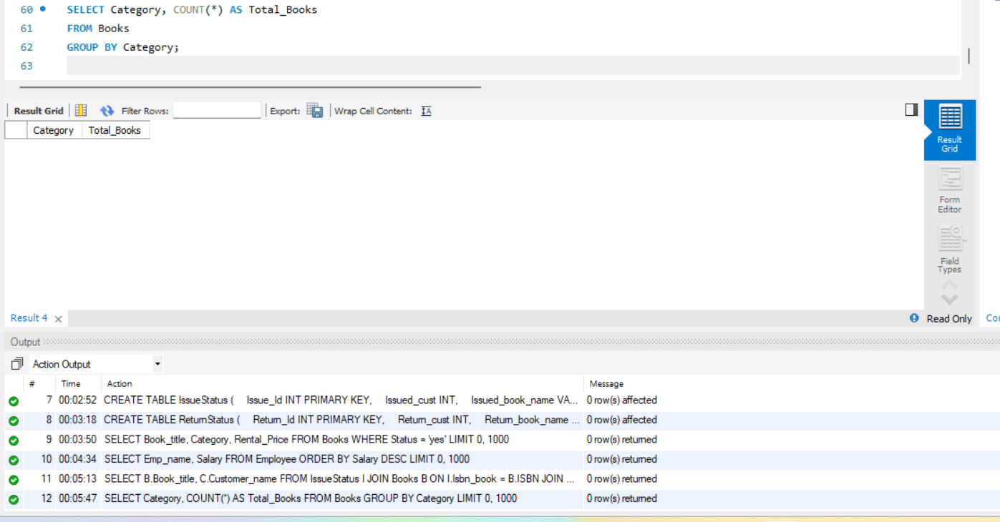 60 SELECT Category, COUNT(*) AS Total_Books
61 FROM Books
62 GROUP BY Category;
63
Result Grid Filter Rows: Export: Wrap Cell Content: IA
Category Total_Books
Result Grid
Form Editor
Field Types
Result 4 × Read Only Co
Output
Action Output
# Time Action Message
7 00:02:52 CREATE TABLE IssueStatus ( Issue_Id INT PRIMARY KEY, Issued_cust INT, Issued_book_name VA... 0 row(s) affected
8 00:03:18 CREATE TABLE ReturnStatus ( Return_Id INT PRIMARY KEY, Return_cust INT, Return_book_name ... 0 row(s) affected
9 00:03:50 SELECT Book_title, Category, Rental_Price FROM Books WHERE Status = 'yes' LIMIT 0, 1000 0 row(s) returned
10 00:04:34 SELECT Emp_name, Salary FROM Employee ORDER BY Salary DESC LIMIT 0, 1000 0 row(s) returned
11 00:05:13 SELECT B.Book_title, C.Customer_name FROM IssueStatus I JOIN Books B ON I.Isbn_book = B.ISBN JOIN ... 0 row(s) returned
12 00:05:47 SELECT Category, COUNT(*) AS Total_Books FROM Books GROUP BY Category LIMIT 0, 1000 0 row(s) returned